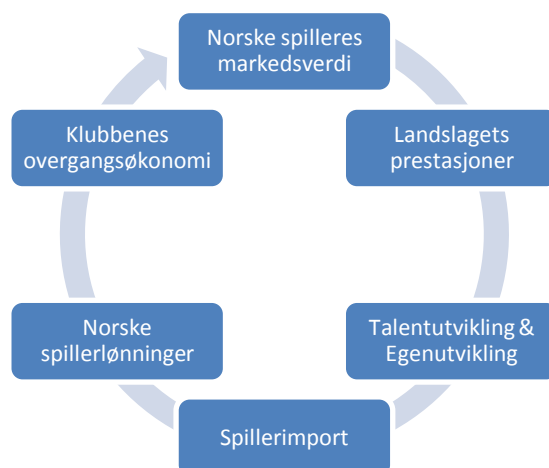 Norske spilleres
markedsverdi
Landslagets
prestasjoner
Talentutvikling &
Egenutvikling
Spillerimport
Norske
spillerlønninger
Klubbenes
overgangsøkonomi